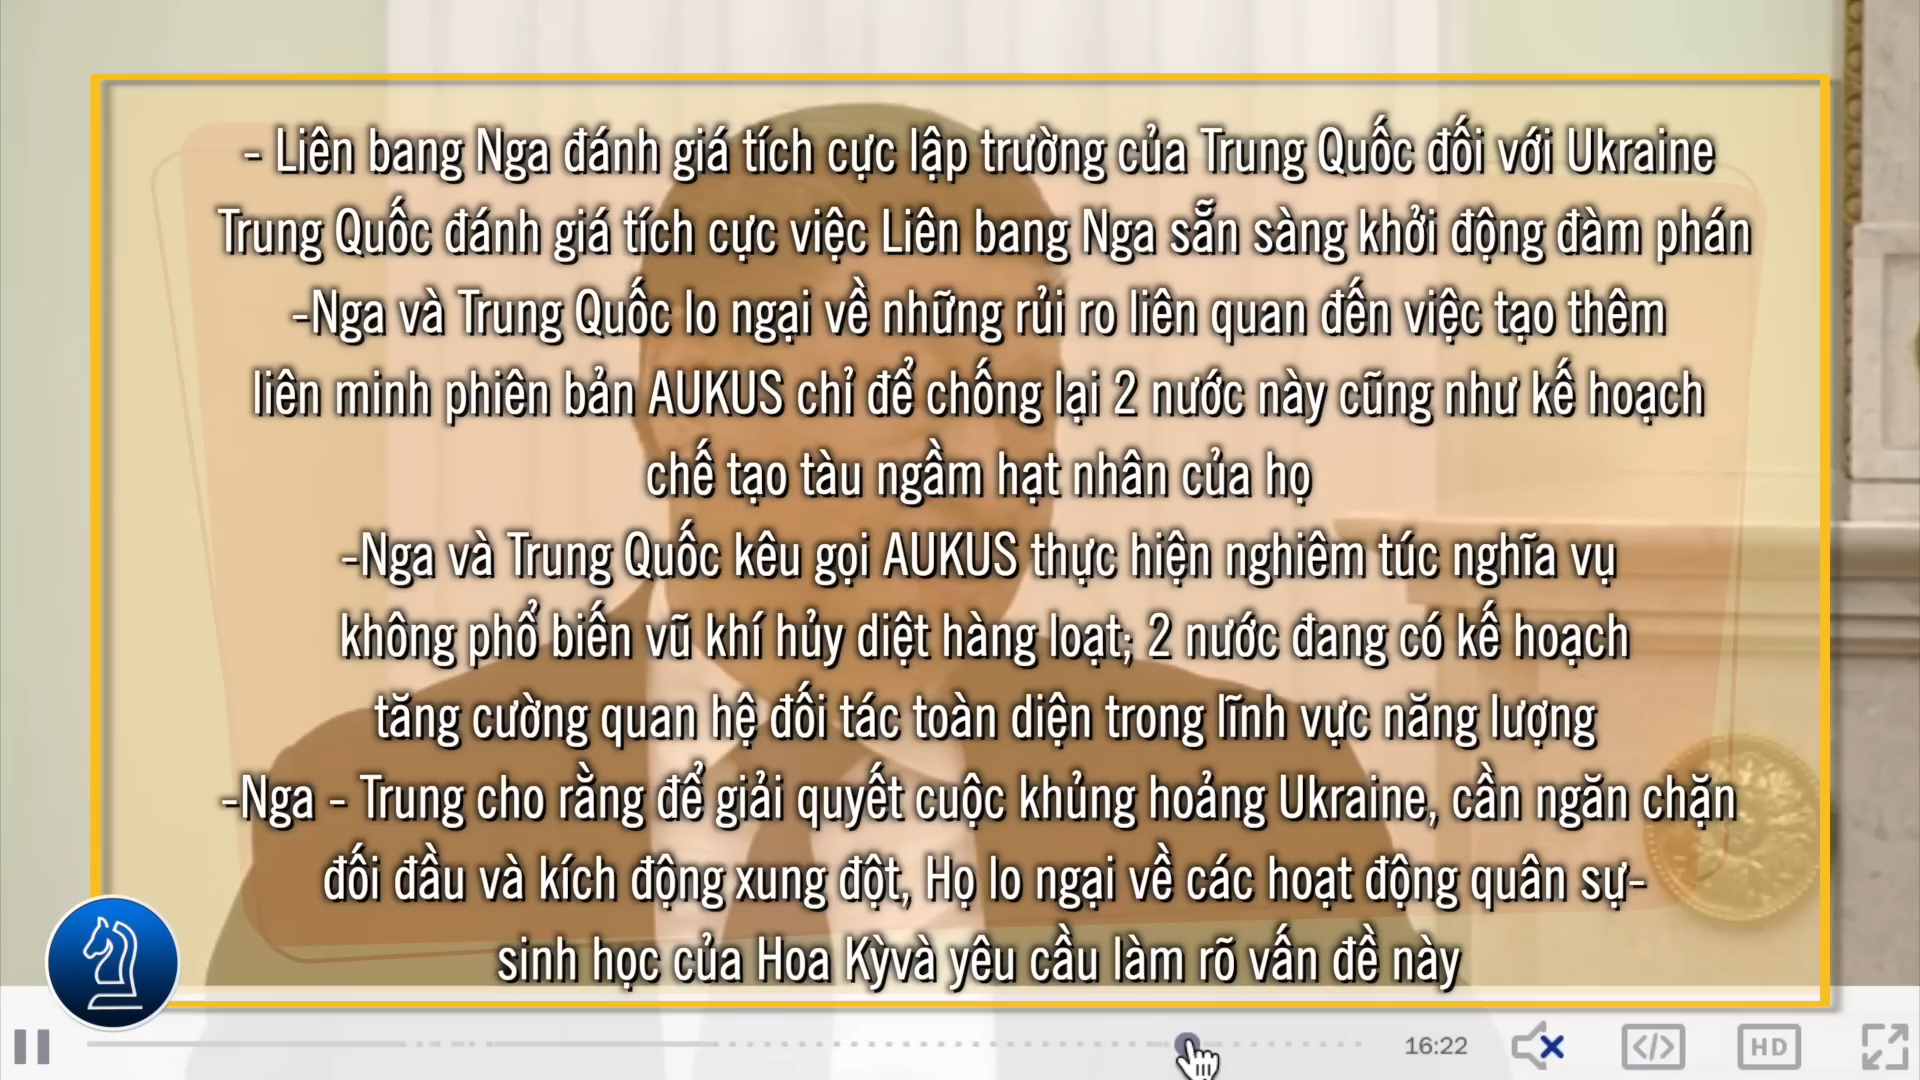 - Liên bang Nga đánh giá tích cực lập trường của Trung Quốc đối với Ukraine
Trung Quốc đánh giá tích cực việc Liên bang Nga sẵn sàng khởi động đàm phán
-Nga và Trung Quốc lo ngại về những rủi ro liên quan đến việc tạo thêm
liên minh phiên bản AUKUS chỉ để chống lại 2 nước này cũng như kế hoạch
chế tạo tàu ngầm hạt nhân của họ
-Nga và Trung Quốc kêu gọi AUKUS thực hiện nghiêm túc nghĩa vụ
không phổ biến vũ khí hủy diệt hàng loạt; 2 nước đang có kế hoạch
tăng cường quan hệ đối tác toàn diện trong lĩnh vực năng lượng
-Nga - Trung cho rằng để giải quyết cuộc khủng hoảng Ukraine, cần ngăn chặn
đối đầu và kích động xung đột, Họ lo ngại về các hoạt động quân sự-
sinh học của Hoa Kỳvà yêu cầu làm rõ vấn đề này
16:22
</>
HD